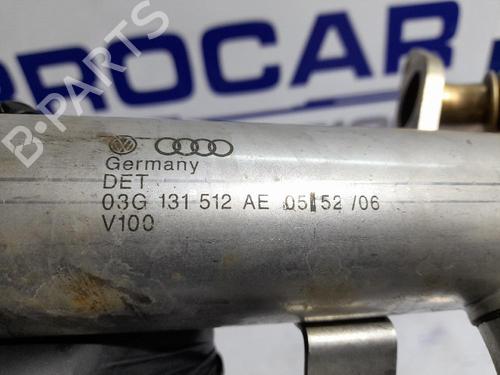 PROCAR
B-PARTS
Germany
DET
03G 131 512 AE 05 52 /06
V100